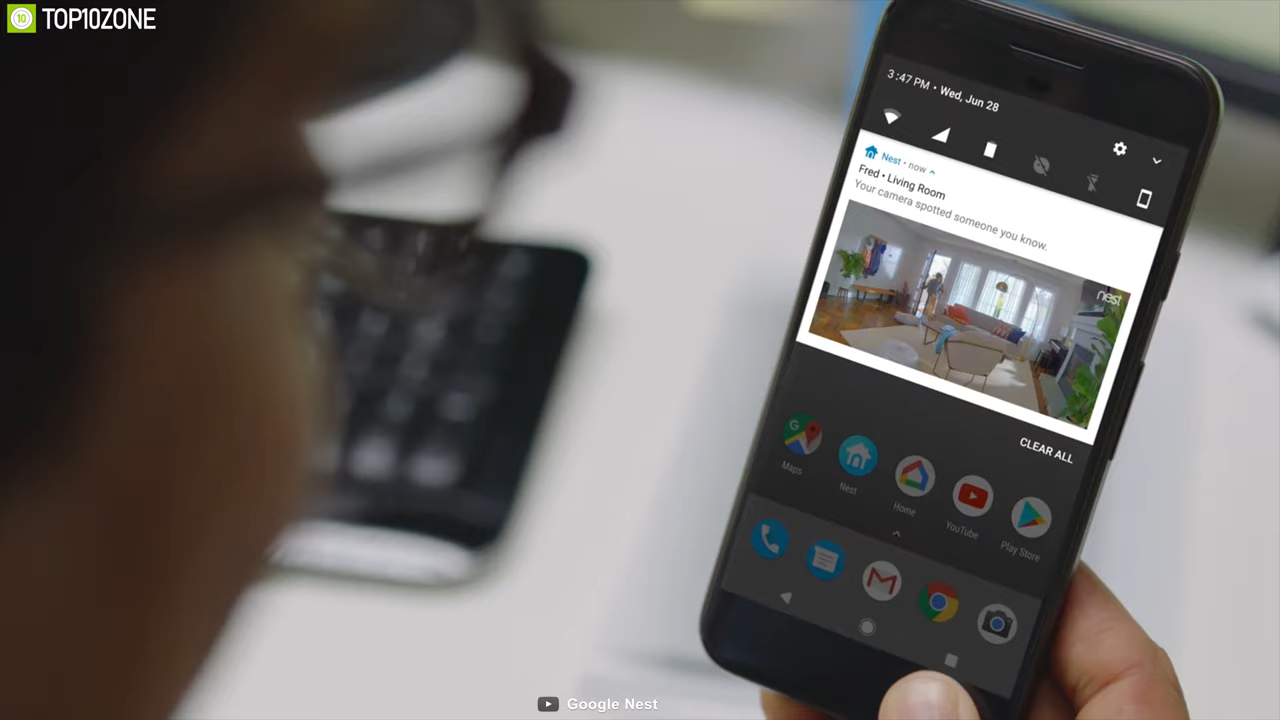 10 TOP10ZONE
3:47 PM • Wed, Jun 28
Nest • now
Fred • Living Room
Your camera spotted someone you know.
nest
CLEAR ALL
G
Maps
Nest
Home
YouTube
Play Store
Google Nest